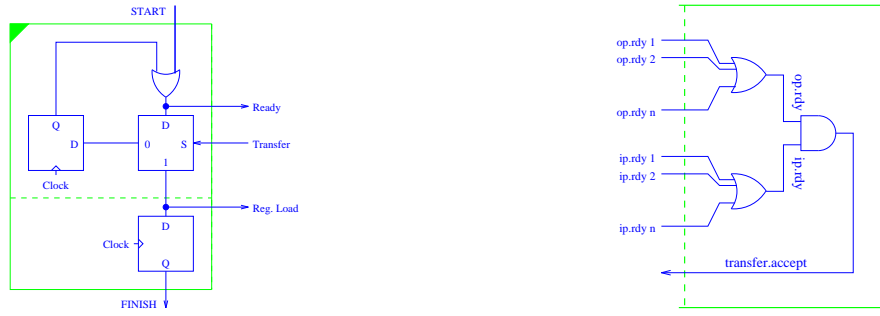 START
Ready
Q
D
D
0
S
1
Transfer
Clock
Reg. Load
D
Clock
Q
FINISH
op.rdy 1
op.rdy 2
op.rdy n
op.rdy
ip.rdy 1
ip.rdy 2
ip.rdy n
ip.rdy
transfer.accept